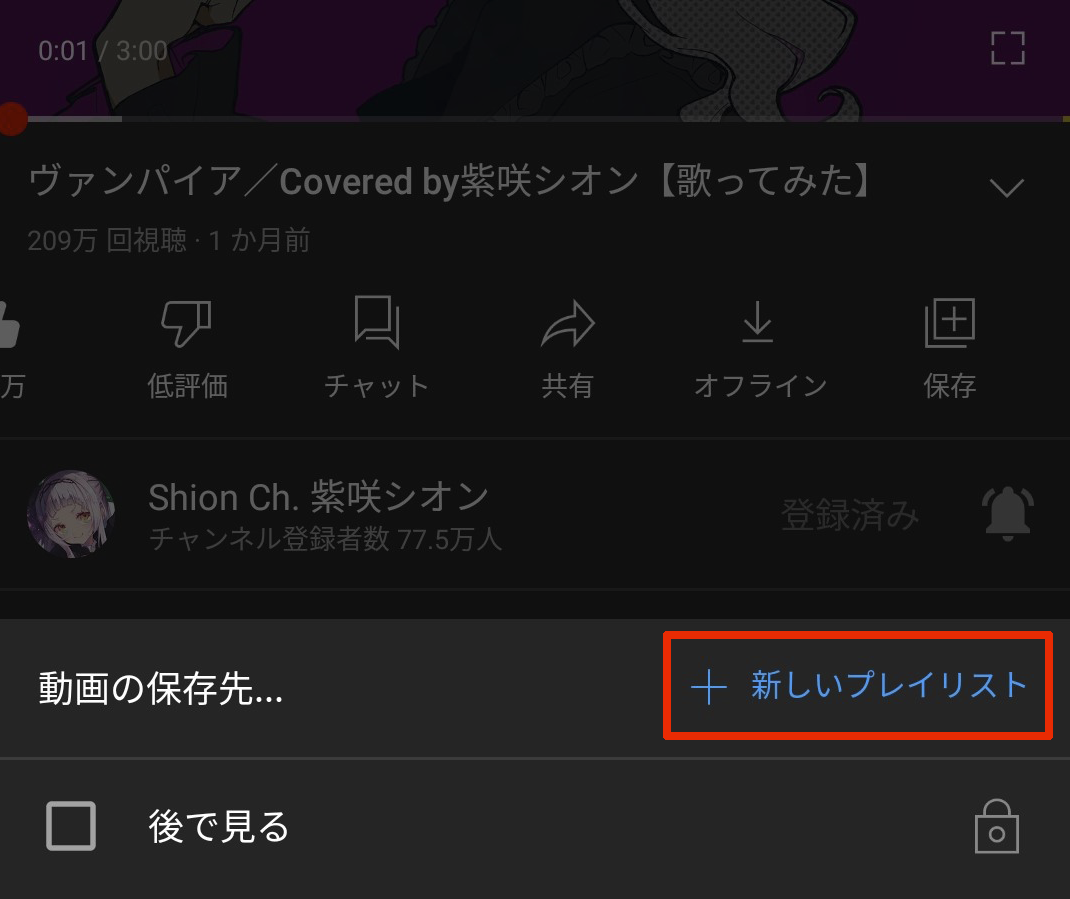 0:01 / 3:00
ヴァンパイア／Covered by紫咲シオン【歌ってみた】
209万 回視聴 · 1 か月前
万
低評価
チャット
共有
オフライン
保存
Shion Ch. 紫咲シオン
登録済み
チャンネル登録者数 77.5万人
動画の保存先...
新しいプレイリスト
後で見る